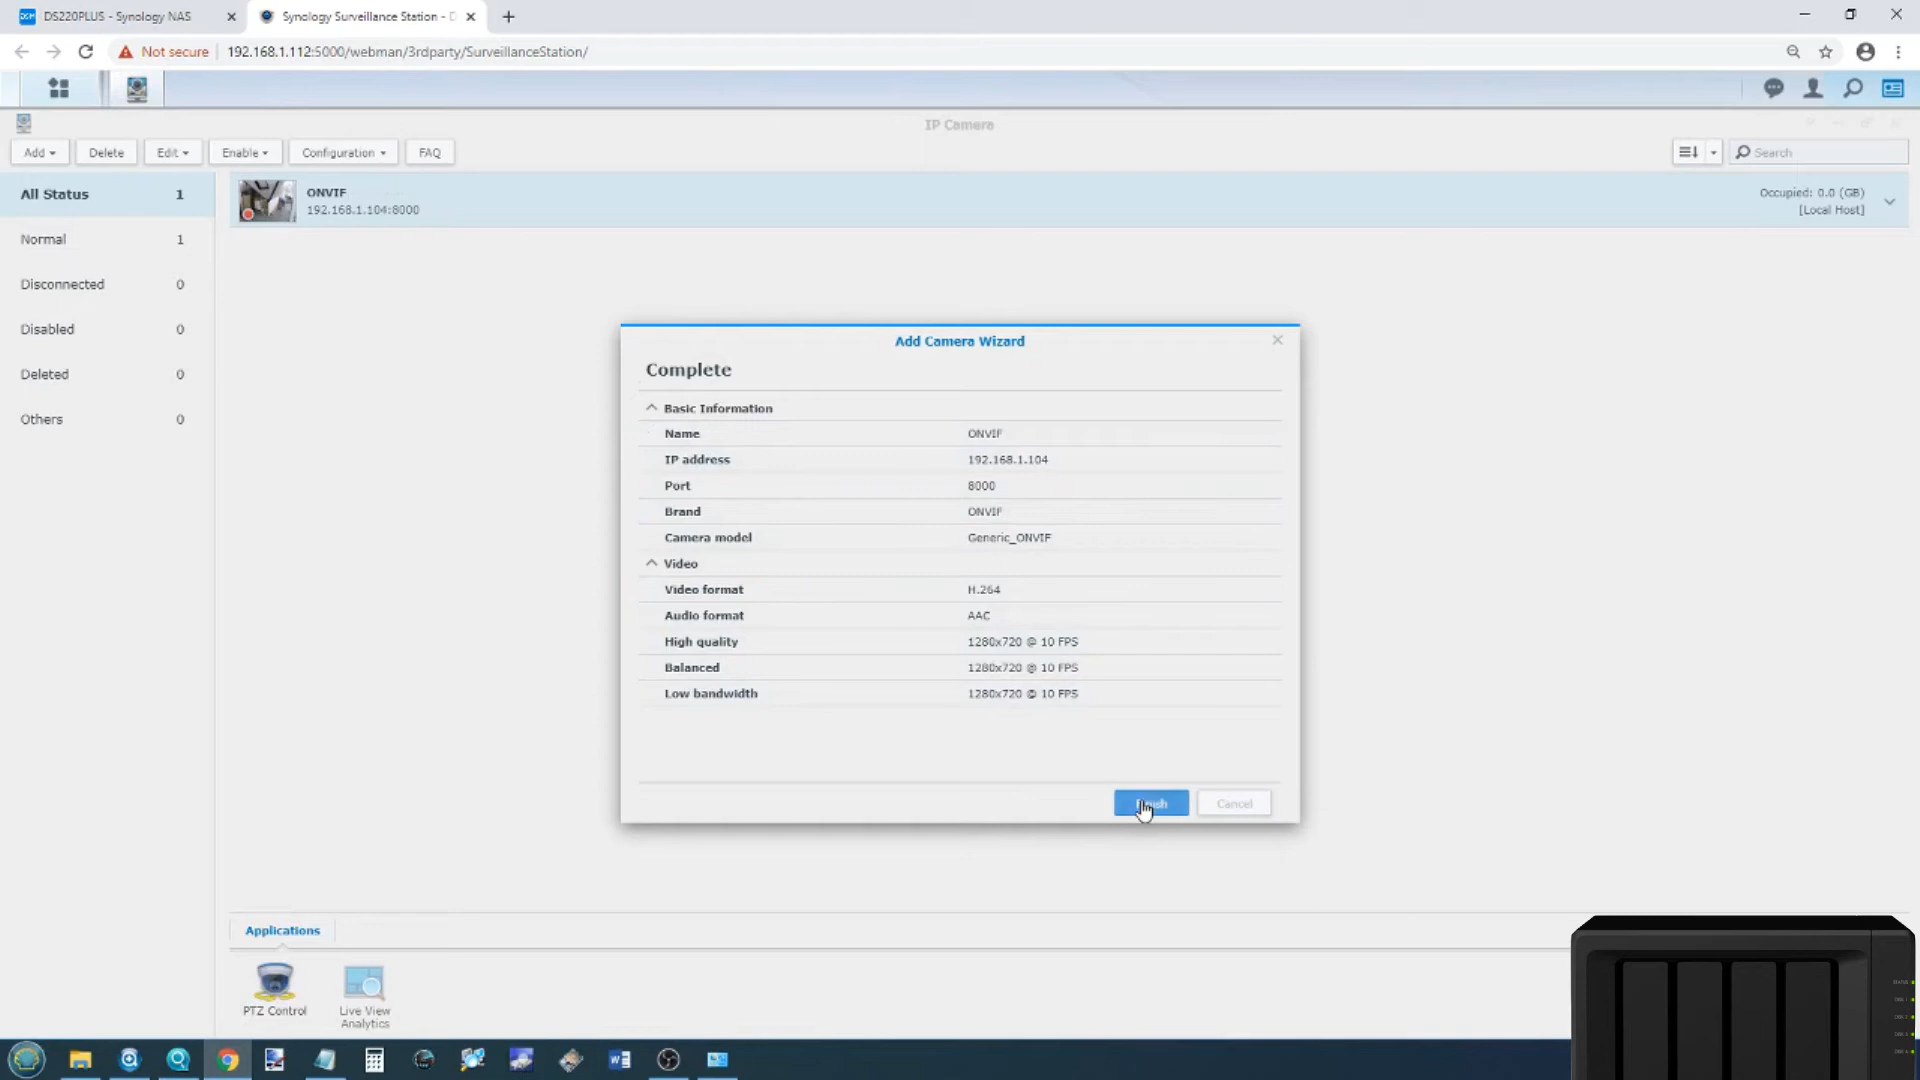 DS220PLUS - Synology NAS
Synology Surveillance Station - D
Not secure
192.168.1.112:5000/webman/3rdparty/SurveillanceStation/
IP Camera
Add
Delete
Edit
Enable
Configuration
FAQ
Search
All Status 1
Normal 1
Disconnected 0
Disabled 0
Deleted 0
Others 0
ONVIF
192.168.1.104:8000
Occupied: 0.0 (GB)
[Local Host]
Add Camera Wizard
Complete
Basic Information
Name ONVIF
IP address 192.168.1.104
Port 8000
Brand ONVIF
Camera model Generic_ONVIF
Video
Video format H.264
Audio format AAC
High quality 1280x720 @ 10 FPS
Balanced 1280x720 @ 10 FPS
Low bandwidth 1280x720 @ 10 FPS
Finish
Cancel
Applications
PTZ Control
Live View
Analytics